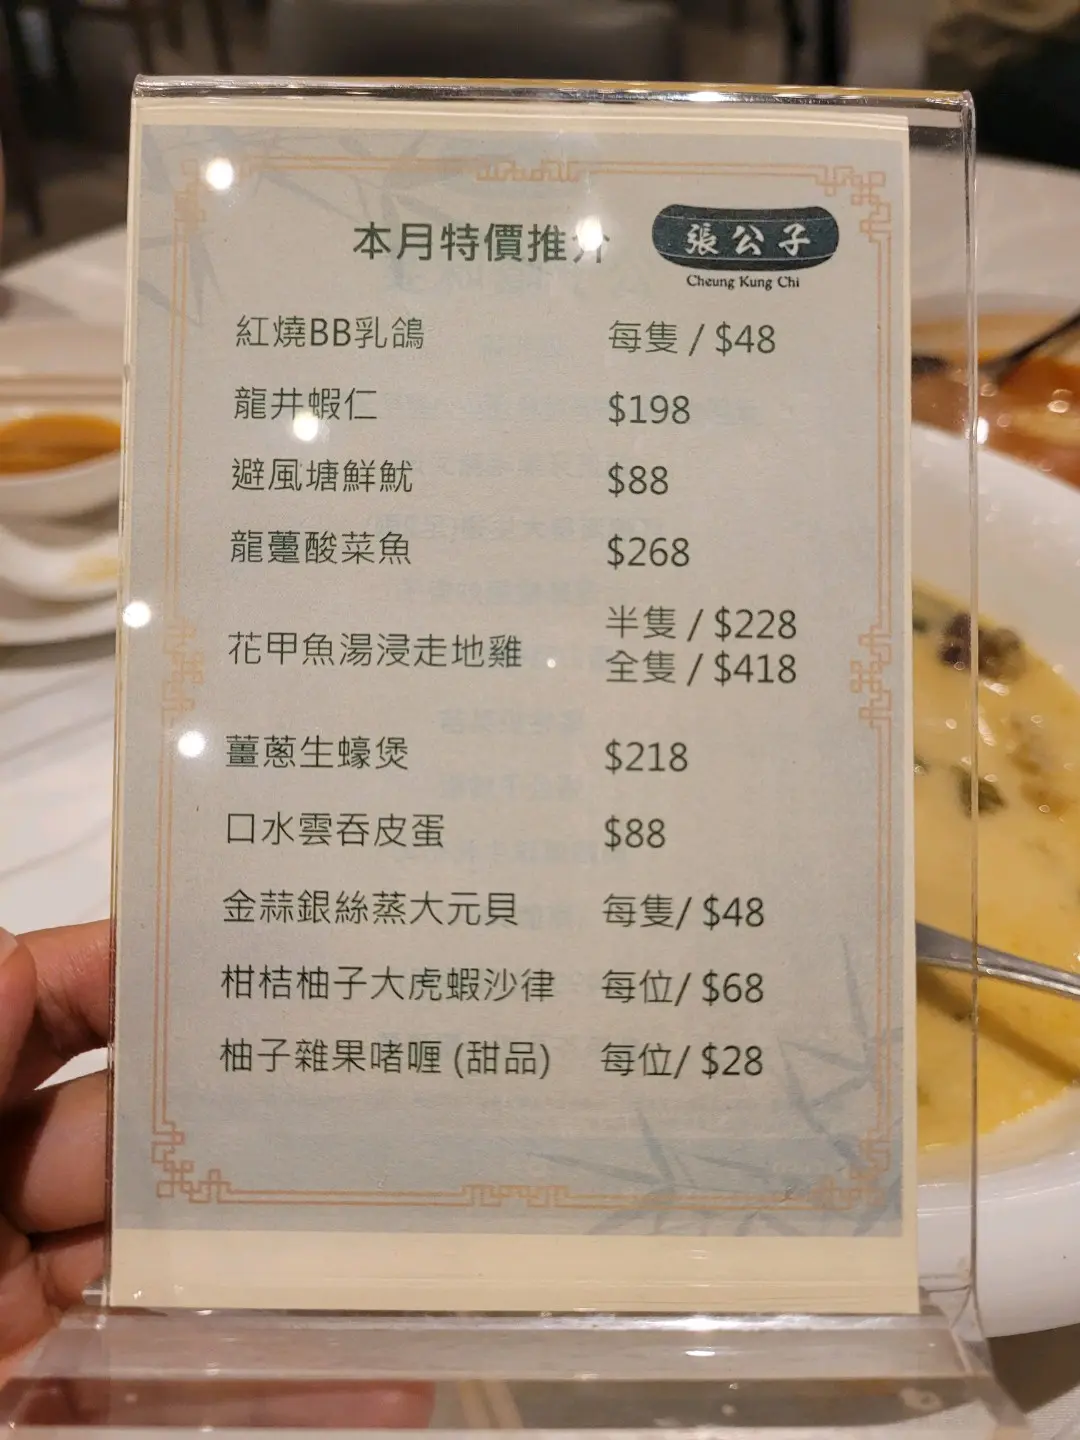 本月特價推介
張公子
Cheung Kung Chi
紅燒BB乳鴿 每隻 / $48
龍井蝦仁 $198
避風塘鮮魷 $88
龍躉酸菜魚 $268
花甲魚湯浸走地雞 半隻 / $228
全隻 / $418
薑蔥生蠔煲 $218
口水雲吞皮蛋 $88
金蒜銀絲蒸大元貝 每隻/ $48
柑桔柚子大虎蝦沙律 每位/ $68
柚子雜果啫喱 (甜品) 每位/ $28